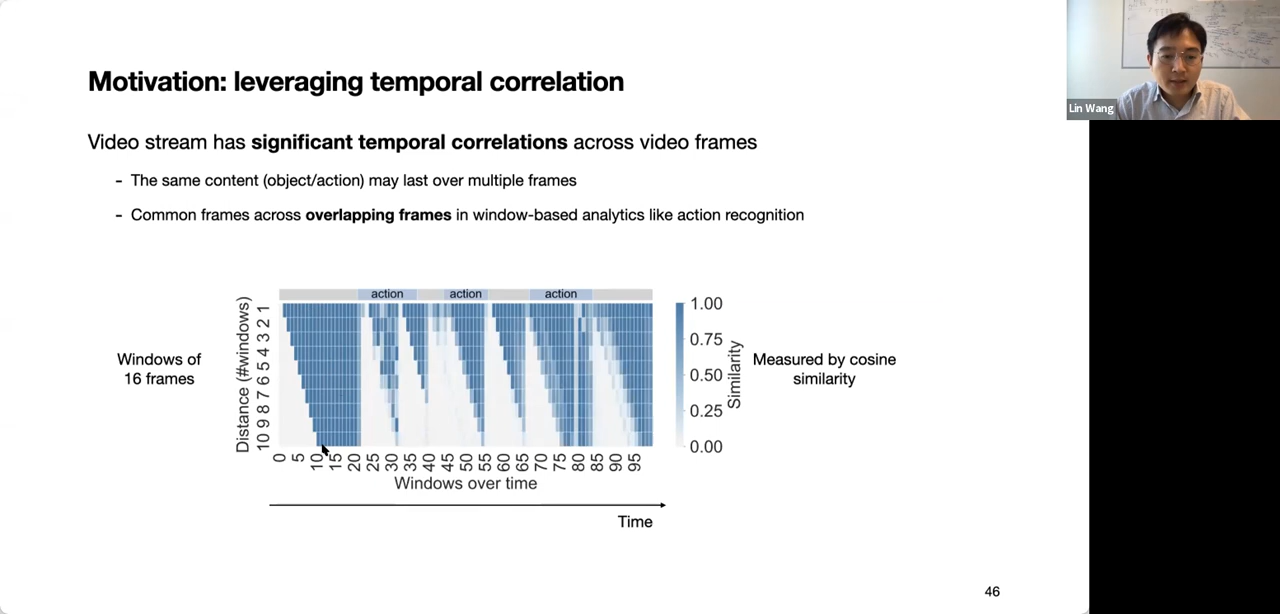 Motivation: leveraging temporal correlation
Lin Wang
Video stream has significant temporal correlations across video frames
- The same content (object/action) may last over multiple frames
- Common frames across overlapping frames in window-based analytics like action recognition
action action action
Windows of
16 frames
Distance (#windows)
1 2 3 4 5 6 7 8 9 10
0 5 10 15 20 25 30 35 40 45 50 55 60 65 70 75 80 85 90 95
Windows over time
1.00
0.75
0.50
0.25
0.00
Similarity
Measured by cosine
similarity
Time
46